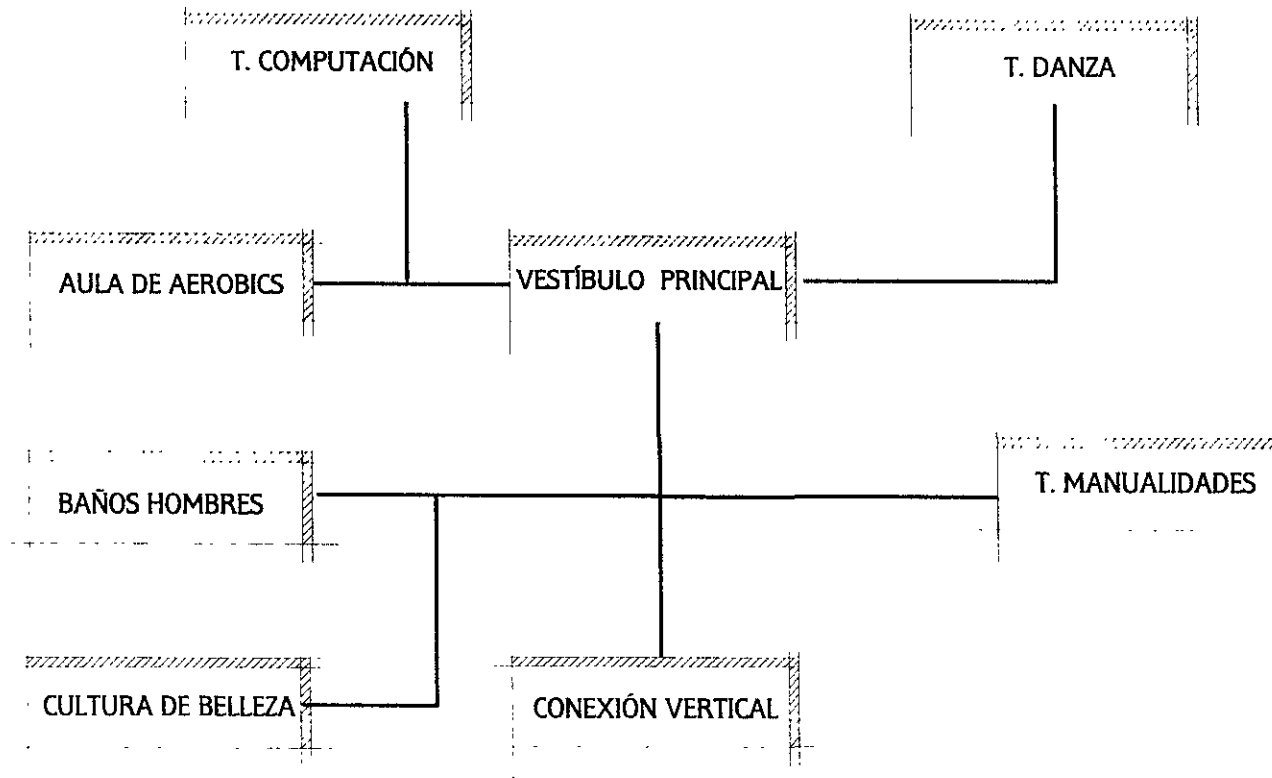 T. COMPUTACIÓN
T. DANZA
AULA DE AEROBICS
VESTÍBULO PRINCIPAL
BAÑOS HOMBRES
T. MANUALIDADES
CULTURA DE BELLEZA
CONEXIÓN VERTICAL